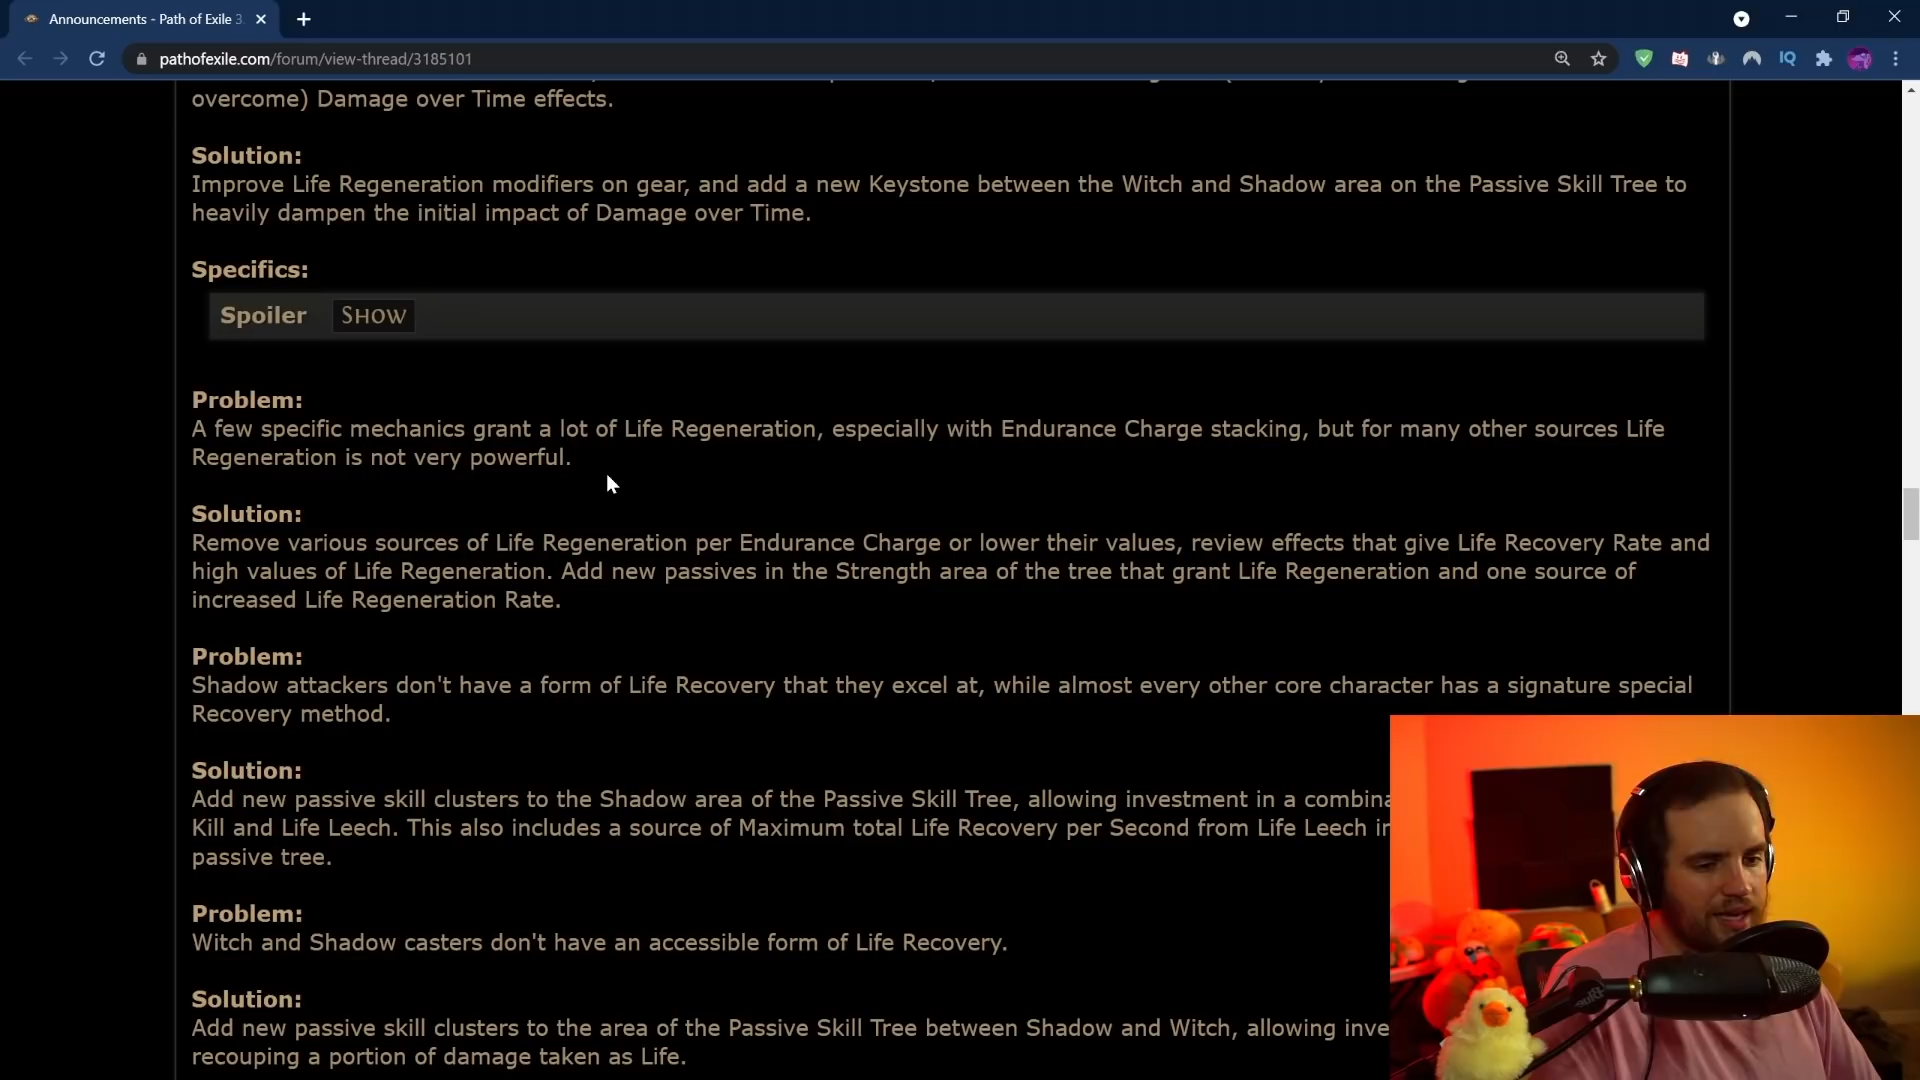 Announcements - Path of Exile 3
pathofexile.com/forum/view-thread/3185101
overcome) Damage over Time effects.
Solution:
Improve Life Regeneration modifiers on gear, and add a new Keystone between the Witch and Shadow area on the Passive Skill Tree to
heavily dampen the initial impact of Damage over Time.
Specifics:
Spoiler SHOW
Problem:
A few specific mechanics grant a lot of Life Regeneration, especially with Endurance Charge stacking, but for many other sources Life
Regeneration is not very powerful.
Solution:
Remove various sources of Life Regeneration per Endurance Charge or lower their values, review effects that give Life Recovery Rate and
high values of Life Regeneration. Add new passives in the Strength area of the tree that grant Life Regeneration and one source of
increased Life Regeneration Rate.
Problem:
Shadow attackers don't have a form of Life Recovery that they excel at, while almost every other core character has a signature special
Recovery method.
Solution:
Add new passive skill clusters to the Shadow area of the Passive Skill Tree, allowing investment in a combina
Kill and Life Leech. This also includes a source of Maximum total Life Recovery per Second from Life Leech i
passive tree.
Problem:
Witch and Shadow casters don't have an accessible form of Life Recovery.
Solution:
Add new passive skill clusters to the area of the Passive Skill Tree between Shadow and Witch, allowing inve
recouping a portion of damage taken as Life.